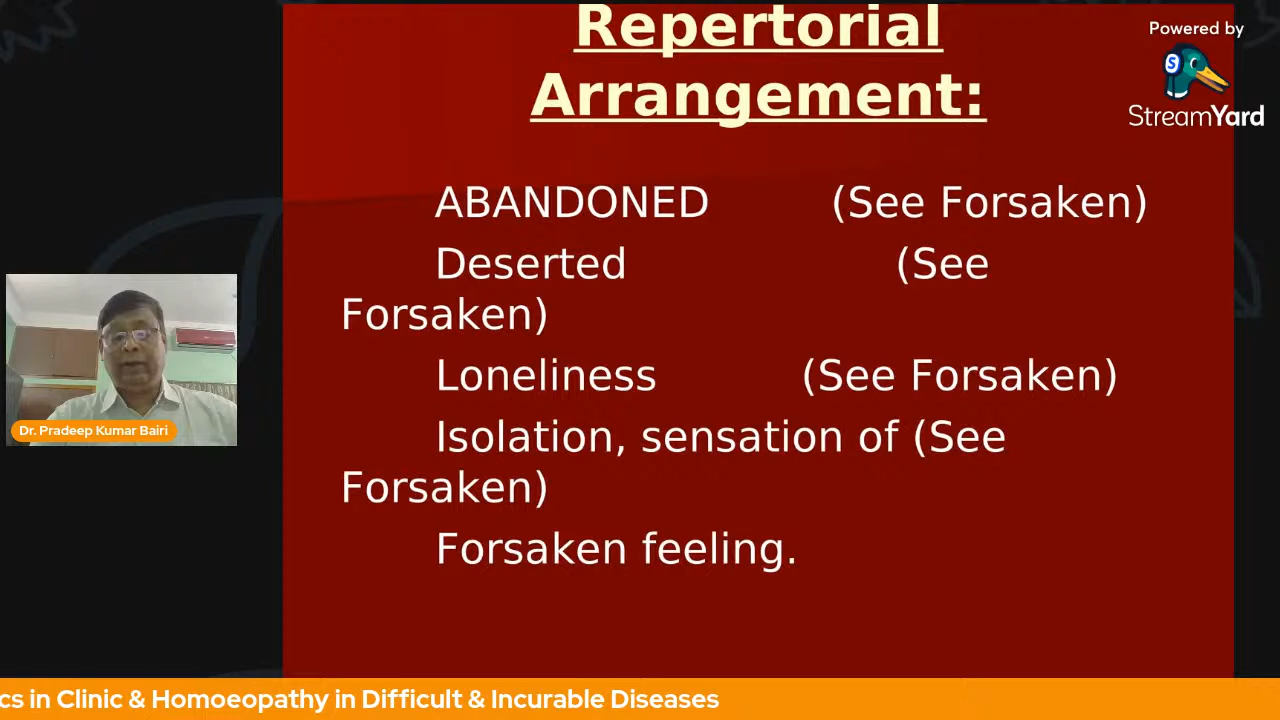 Repertorial
Arrangement:
Powered by
StreamYard
ABANDONED (See Forsaken)
Deserted (See
Forsaken)
Loneliness (See Forsaken)
Isolation, sensation of (See
Forsaken)
Forsaken feeling.
Dr. Pradeep Kumar Bairi
cs in Clinic & Homoeopathy in Difficult & Incurable Diseases